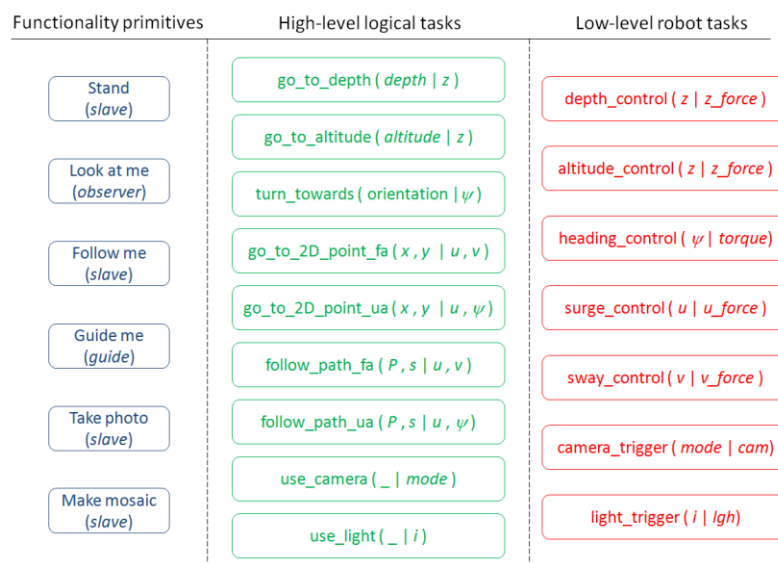 Functionality primitives
High-level logical tasks
Low-level robot tasks
Stand
(slave)
Look at me
(observer)
Follow me
(slave)
Guide me
(guide)
Take photo
(slave)
Make mosaic
(slave)
go_to_depth ( depth | z )
go_to_altitude ( altitude | z )
turn_towards ( orientation | ψ )
go_to_2D_point_fa ( x , y | u , v )
go_to_2D_point_ua ( x , y | u , ψ )
follow_path_fa ( P , s | u , v )
follow_path_ua ( P , s | u , ψ )
use_camera ( _ | mode )
use_light ( _ | i )
depth_control ( z | z_force )
altitude_control ( z | z_force )
heading_control ( ψ | torque)
surge_control ( u | u_force )
sway_control ( v | v_force )
camera_trigger ( mode | cam)
light_trigger ( i | lgh)